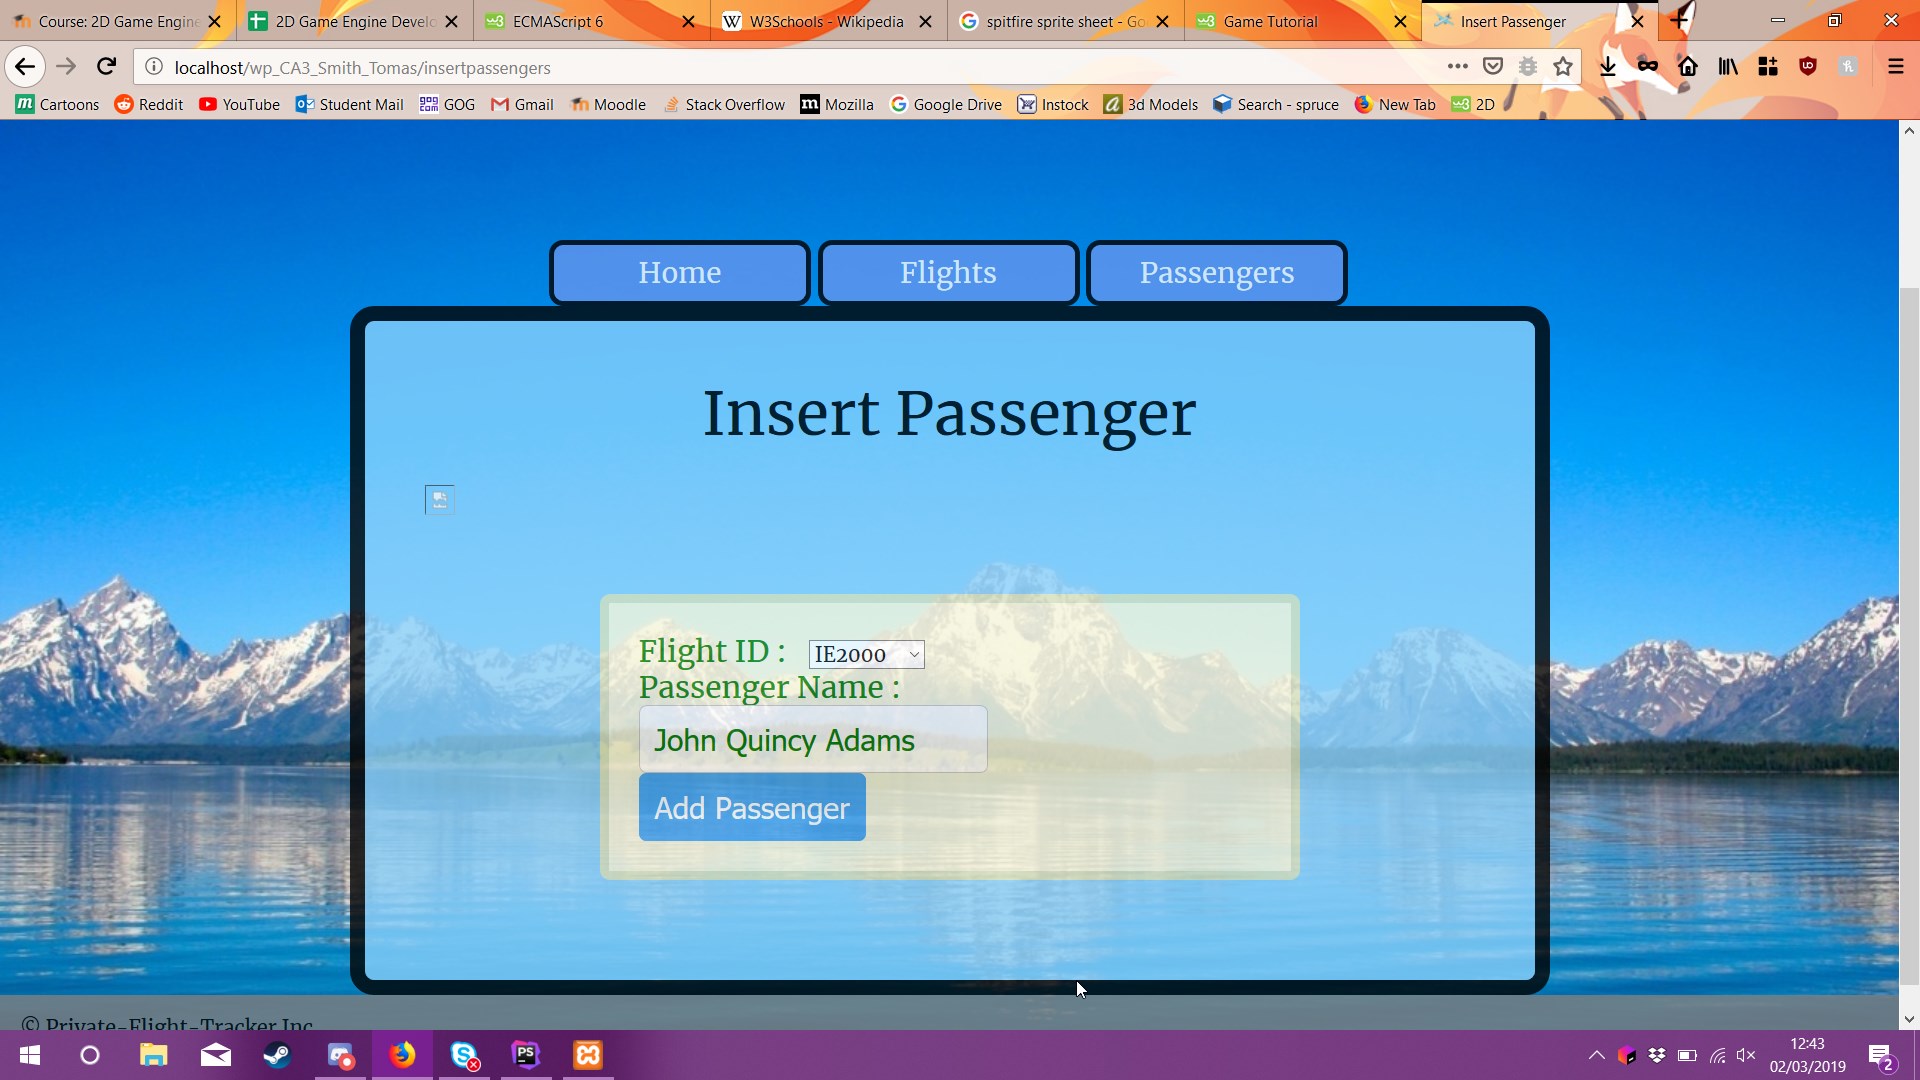 Course: 2D Game Engine
2D Game Engine Develo
ECMAScript 6
W3Schools - Wikipedia
spitfire sprite sheet - Go
Game Tutorial
Insert Passenger
localhost/wp_CA3_Smith_Tomas/insertpassengers
Cartoons
Reddit
YouTube
Student Mail
GOG
Gmail
Moodle
Stack Overflow
Mozilla
Google Drive
Instock
3d Models
Search - spruce
New Tab
2D
Home
Flights
Passengers
Insert Passenger
Flight ID :
IE2000
Passenger Name :
John Quincy Adams
Add Passenger
© Private-Flight-Tracker Inc
12:43
02/03/2019
2